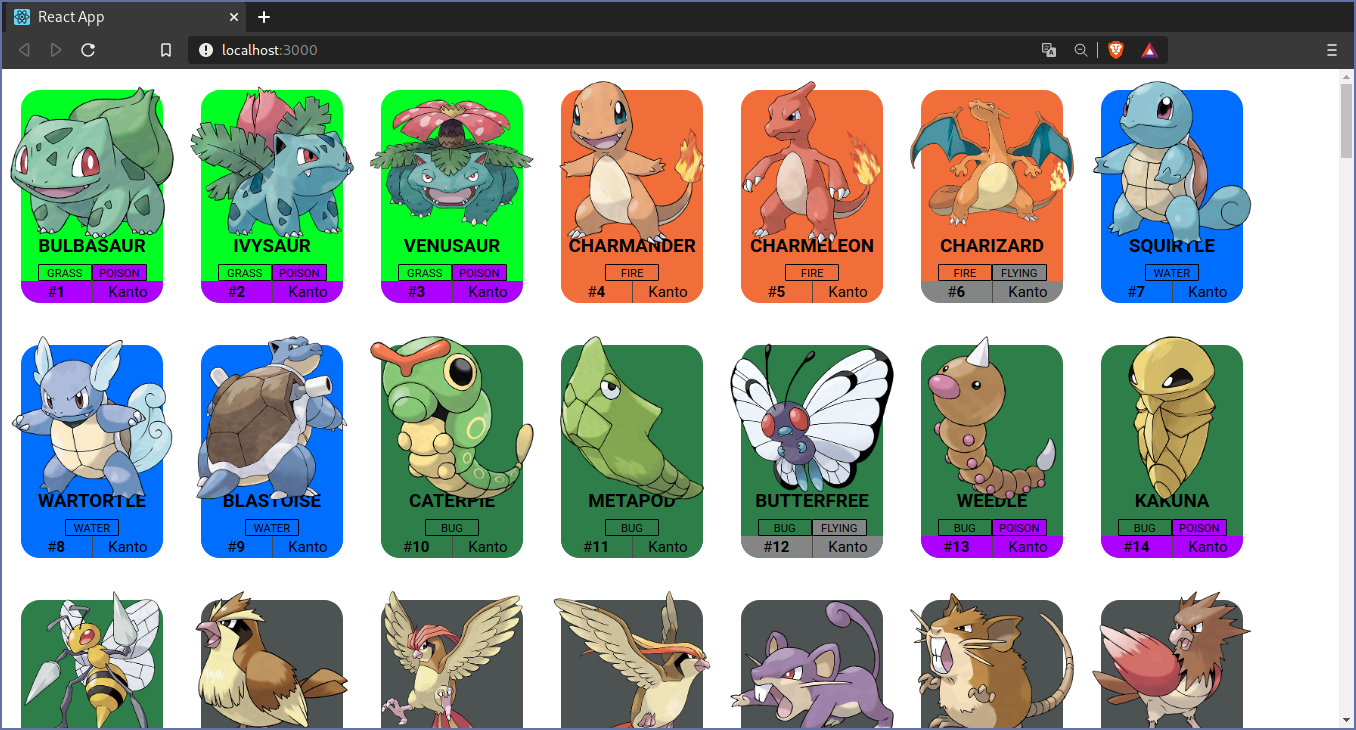 React App
localhost:3000
BULBASAUR IVYSAUR VENUSAUR CHARMANDER CHARMELEON CHARIZARD SQUIRTLE
GRASS POISON GRASS POISON GRASS POISON FIRE FIRE FIRE FLYING WATER
#1 Kanto #2 Kanto #3 Kanto #4 Kanto #5 Kanto #6 Kanto #7 Kanto
WARTORTLE BLASTOISE CATERPIE METAPOD BUTTERFREE WEEDLE KAKUNA
WATER WATER BUG BUG BUG FLYING BUG POISON BUG POISON
#8 Kanto #9 Kanto #10 Kanto #11 Kanto #12 Kanto #13 Kanto #14 Kanto